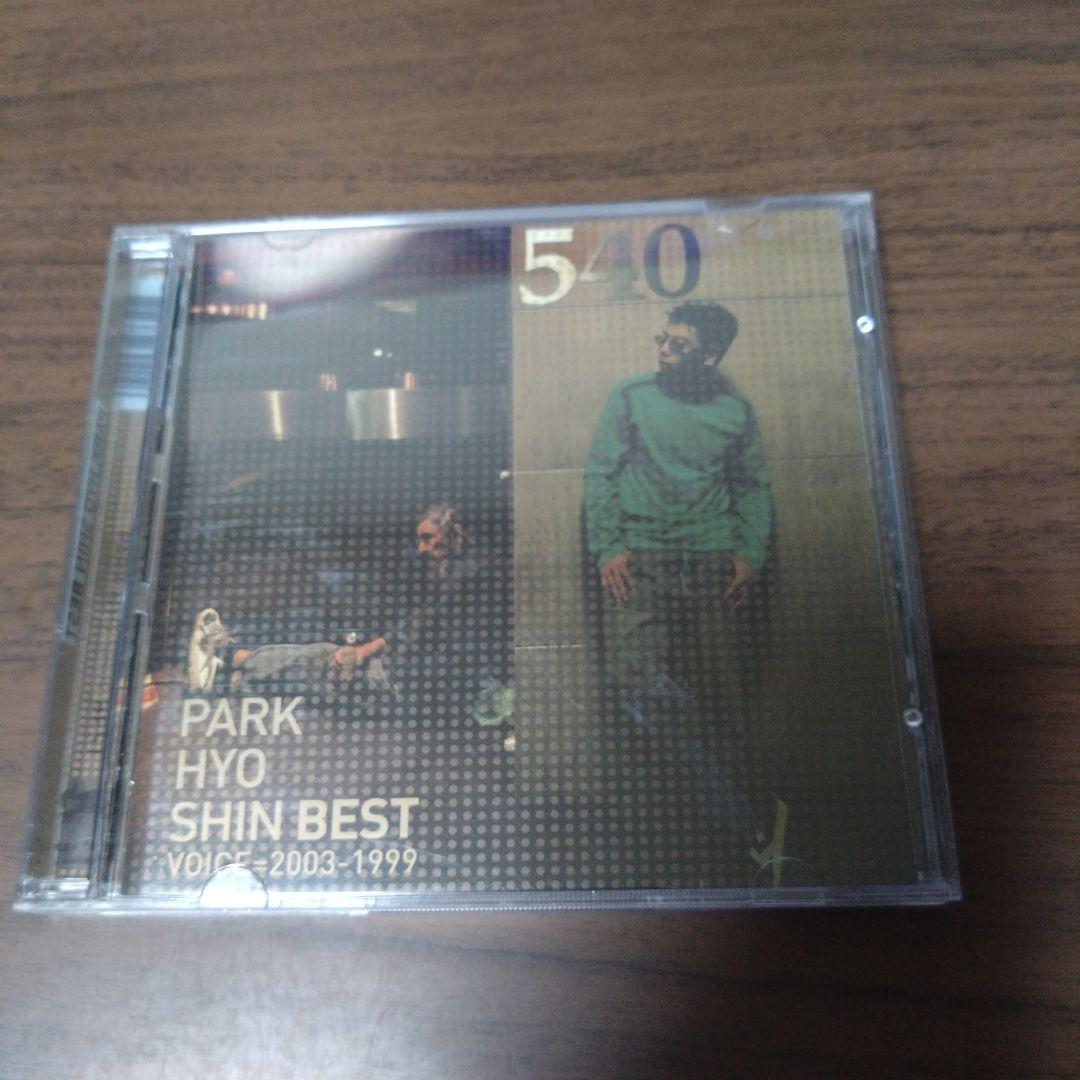 540
PARK
HYO
SHIN BEST
VOICE=2003-1999